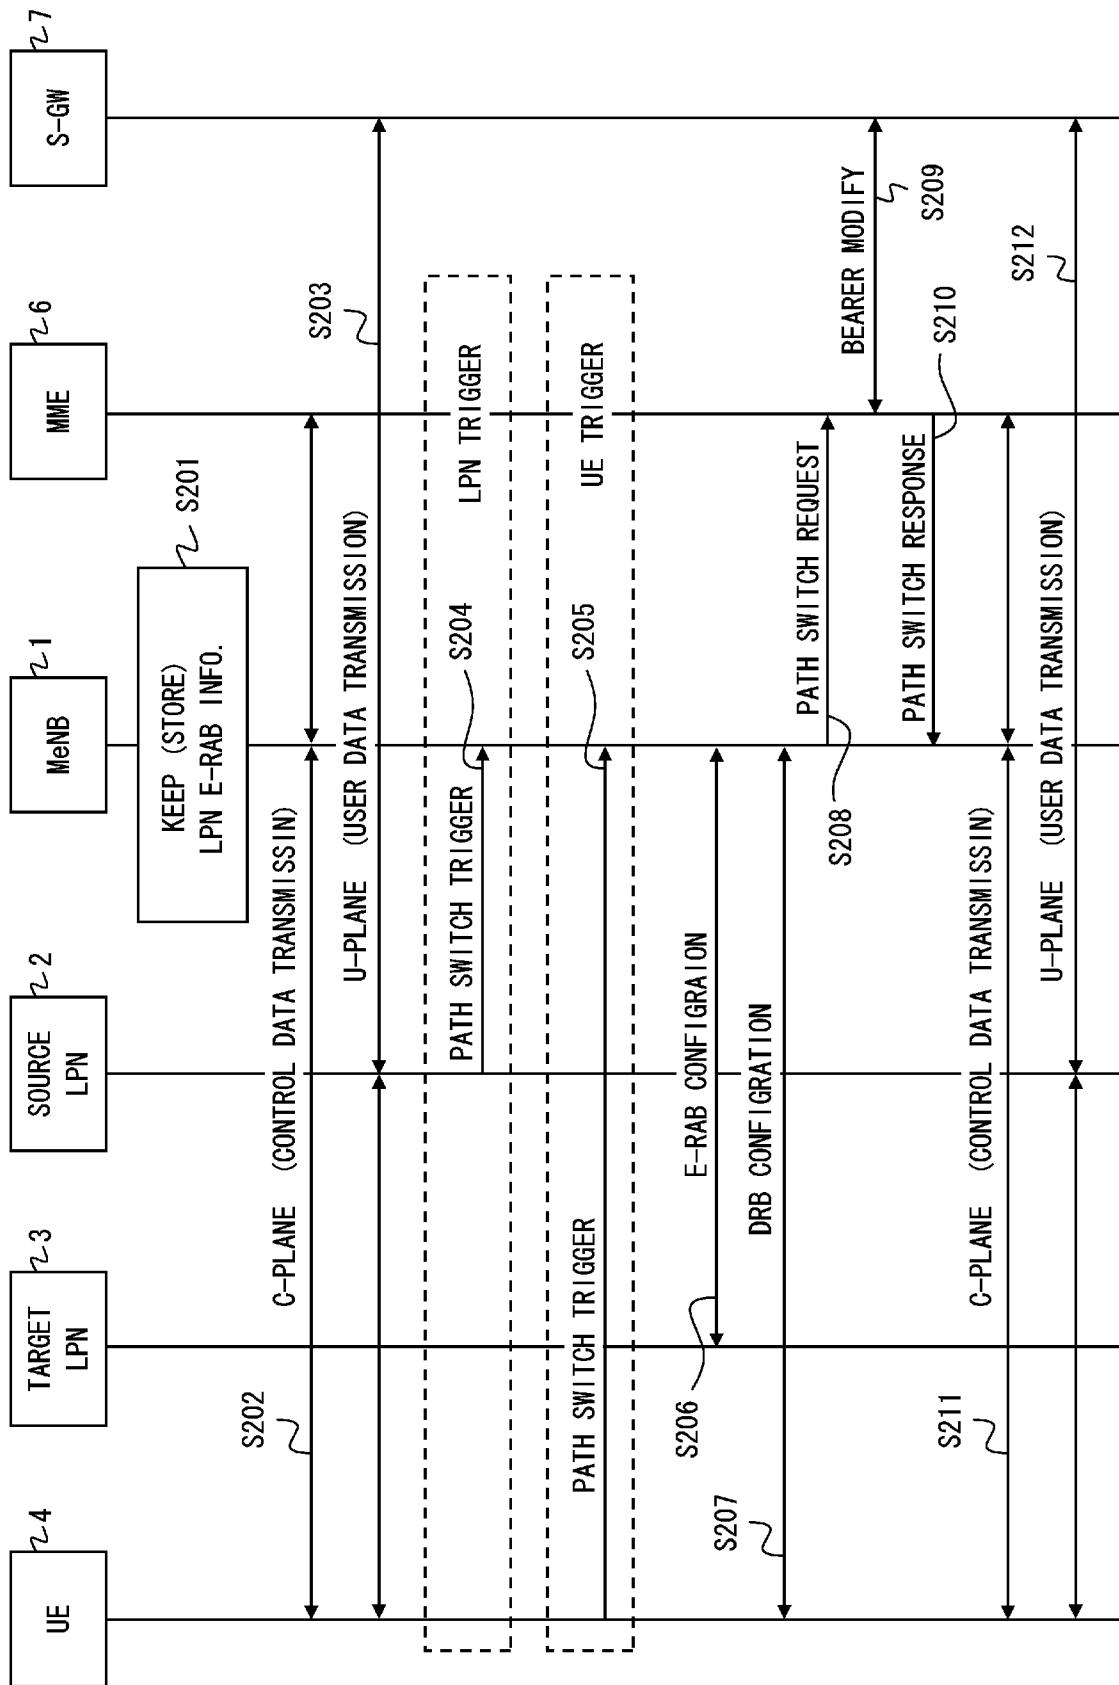 UE
4
TARGET
LPN
3
SOURCE
LPN
2
MeNB
1
MME
6
S-GW
7
KEEP (STORE)
LPN E-RAB INFO.
S201
S202
C-PLANE (CONTROL DATA TRANSMISSIN)
U-PLANE (USER DATA TRANSMISSION)
S203
PATH SWITCH TRIGGER
S204
LPN TRIGGER
PATH SWITCH TRIGGER
S205
UE TRIGGER
S206
E-RAB CONFIGRAION
S207
DRB CONFIGRATION
S208
PATH SWITCH REQUEST
BEARER MODIFY
S209
PATH SWITCH RESPONSE
S210
S211
C-PLANE (CONTROL DATA TRANSMISSIN)
U-PLANE (USER DATA TRANSMISSION)
S212